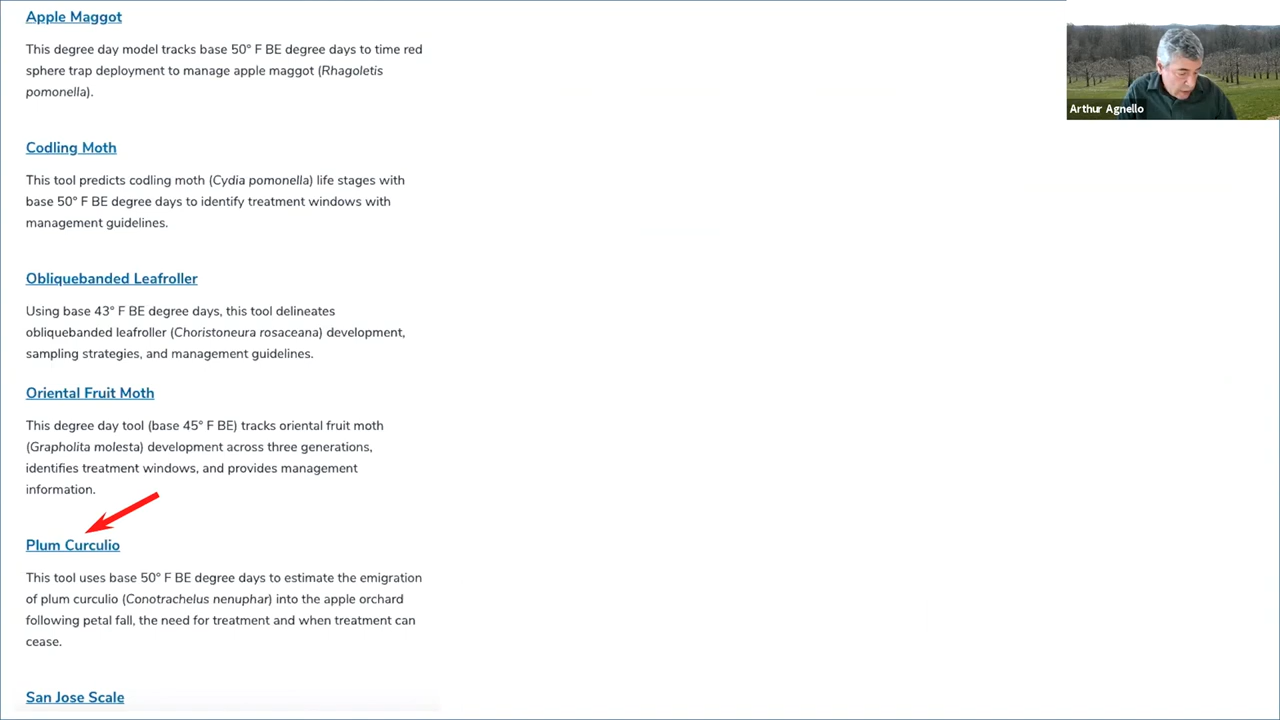 Apple Maggot
This degree day model tracks base 50° F BE degree days to time red
sphere trap deployment to manage apple maggot (Rhagoletis
pomonella).
Codling Moth
This tool predicts codling moth (Cydia pomonella) life stages with
base 50° F BE degree days to identify treatment windows with
management guidelines.
Obliquebanded Leafroller
Using base 43° F BE degree days, this tool delineates
obliquebanded leafroller (Choristoneura rosaceana) development,
sampling strategies, and management guidelines.
Oriental Fruit Moth
This degree day tool (base 45° F BE) tracks oriental fruit moth
(Grapholita molesta) development across three generations,
identifies treatment windows, and provides management
information.
Plum Curculio
This tool uses base 50° F BE degree days to estimate the emigration
of plum curculio (Conotrachelus nenuphar) into the apple orchard
following petal fall, the need for treatment and when treatment can
cease.
San Jose Scale
Arthur Agnello